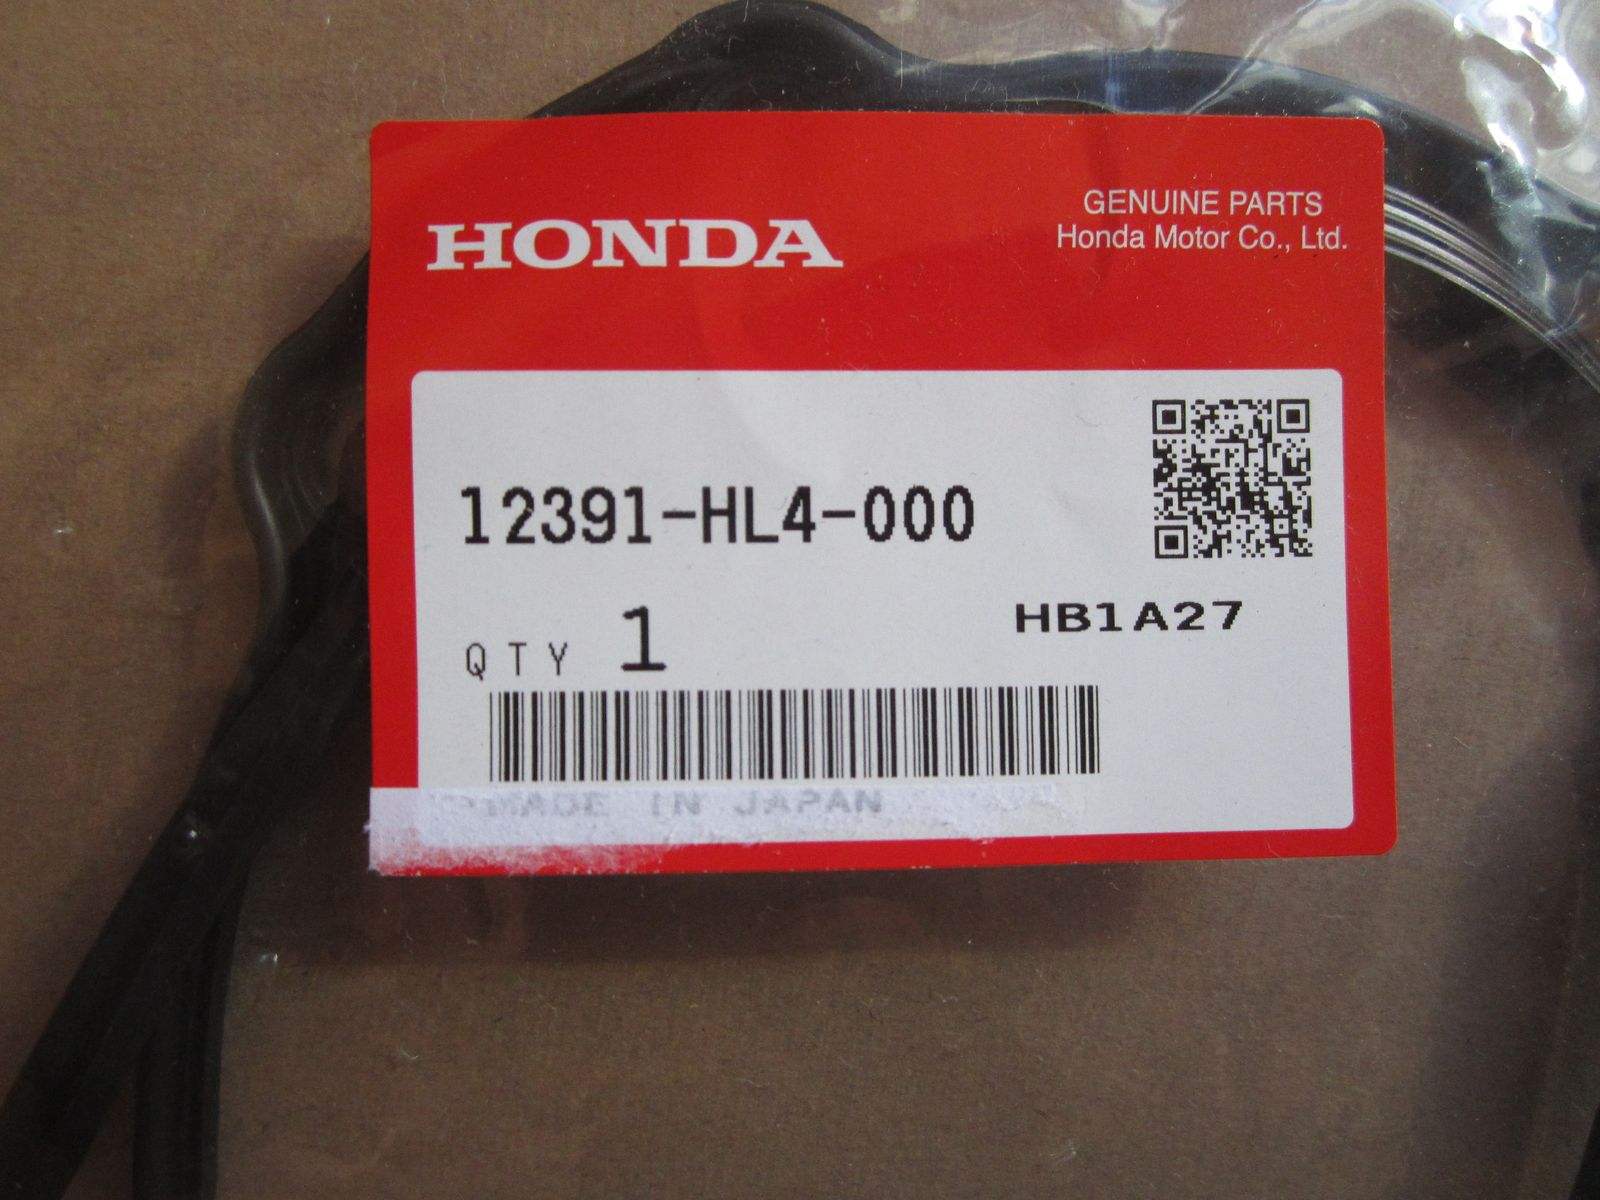 HONDA
GENUINE PARTS
Honda Motor Co., Ltd.
12391-HL4-000
HB1A27
QTY 1
MADE IN JAPAN